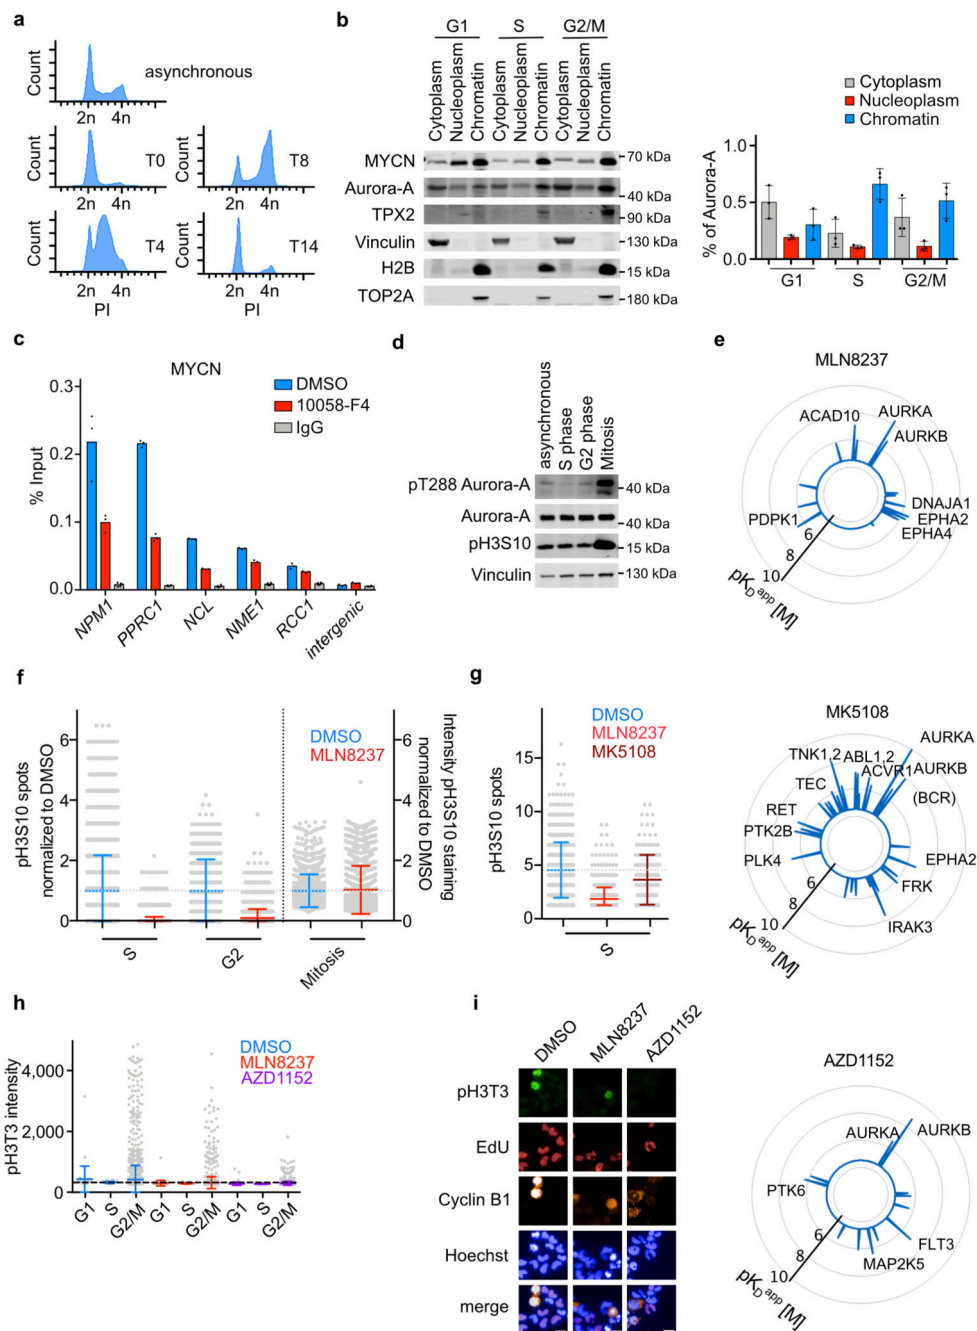 a
Count
asynchronous
2n 4n
Count
T0
2n 4n
Count
T8
2n 4n
Count
T4
2n 4n
PI
Count
T14
2n 4n
PI
b
G1 S G2/M
Cytoplasm
Nucleoplasm
Chromatin
Cytoplasm
Nucleoplasm
Chromatin
Cytoplasm
Nucleoplasm
Chromatin
MYCN 70 kDa
Aurora-A 40 kDa
TPX2 90 kDa
Vinculin 130 kDa
H2B 15 kDa
TOP2A 180 kDa
Cytoplasm
Nucleoplasm
Chromatin
% of Aurora-A
1.0
0.5
0.0
G1 S G2/M
c
MYCN
DMSO
10058-F4
IgG
% Input
0.3
0.2
0.1
0.0
NPM1
PPRC1
NCL
NME1
RCC1
intergenic
d
asynchronous
S phase
G2 phase
Mitosis
pT288 Aurora-A 40 kDa
Aurora-A 40 kDa
pH3S10 15 kDa
Vinculin 130 kDa
e
MLN8237
ACAD10
AURKA
AURKB
DNAJA1
EPHA2
EPHA4
PDPK1
6
8
10
pKD app [M]
f
pH3S10 spots
normalized to DMSO
6
4
2
1
0
DMSO
MLN8237
6
4
2
1
0
Intensity pH3S10 staining
normalized to DMSO
S
G2
Mitosis
g
DMSO
MLN8237
MK5108
pH3S10 spots
15
10
5
0
S
MK5108
AURKA
TNK1,2
ABL1,2
ACVR1
AURKB
TEC
(BCR)
RET
PTK2B
PLK4
EPHA2
FRK
IRAK3
6
8
10
pKD app [M]
h
DMSO
MLN8237
AZD1152
pH3T3 intensity
4,000
2,000
0
G1
S
G2/M
G1
S
G2/M
G1
S
G2/M
i
DMSO
MLN8237
AZD1152
pH3T3
EdU
Cyclin B1
Hoechst
merge
AZD1152
AURKA
AURKB
PTK6
FLT3
MAP2K5
6
8
10
pKD app [M]